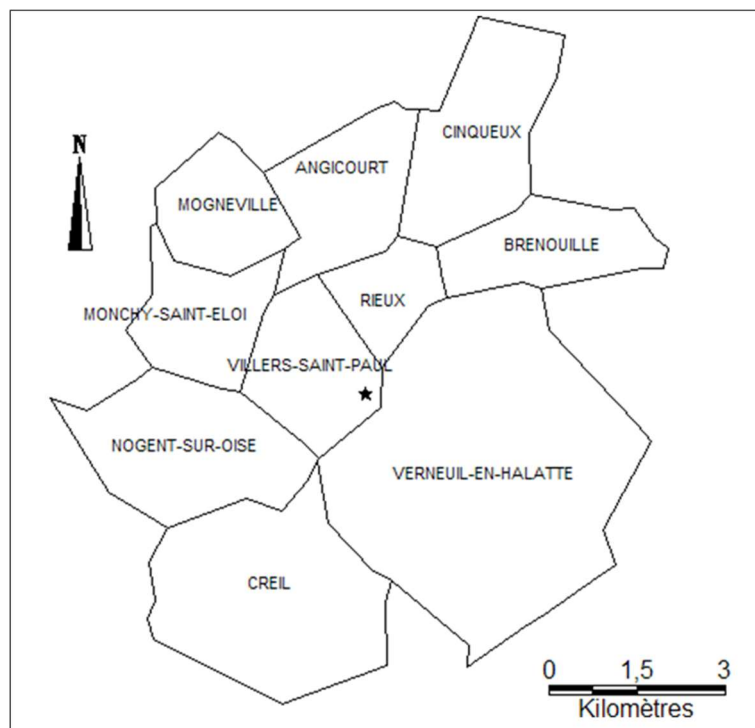 CINQUEUX
N
ANGICOURT
MOGNEVILLE
BRENOUILLE
RIEUX
MONCHY-SAINT-ELOI
VILLERS-SAINT-PAUL
NOGENT-SUR-OISE
VERNEUIL-EN-HALATTE
CREIL
0 1,5 3
Kilomètres